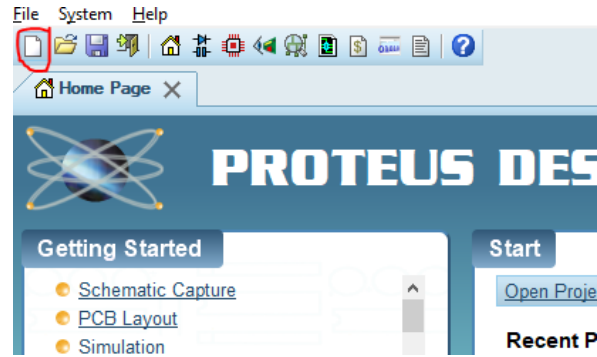 File System Help
Home Page
PROTEUS DES
Getting Started
Schematic Capture
PCB Layout
Simulation
Start
Open Proje
Recent P